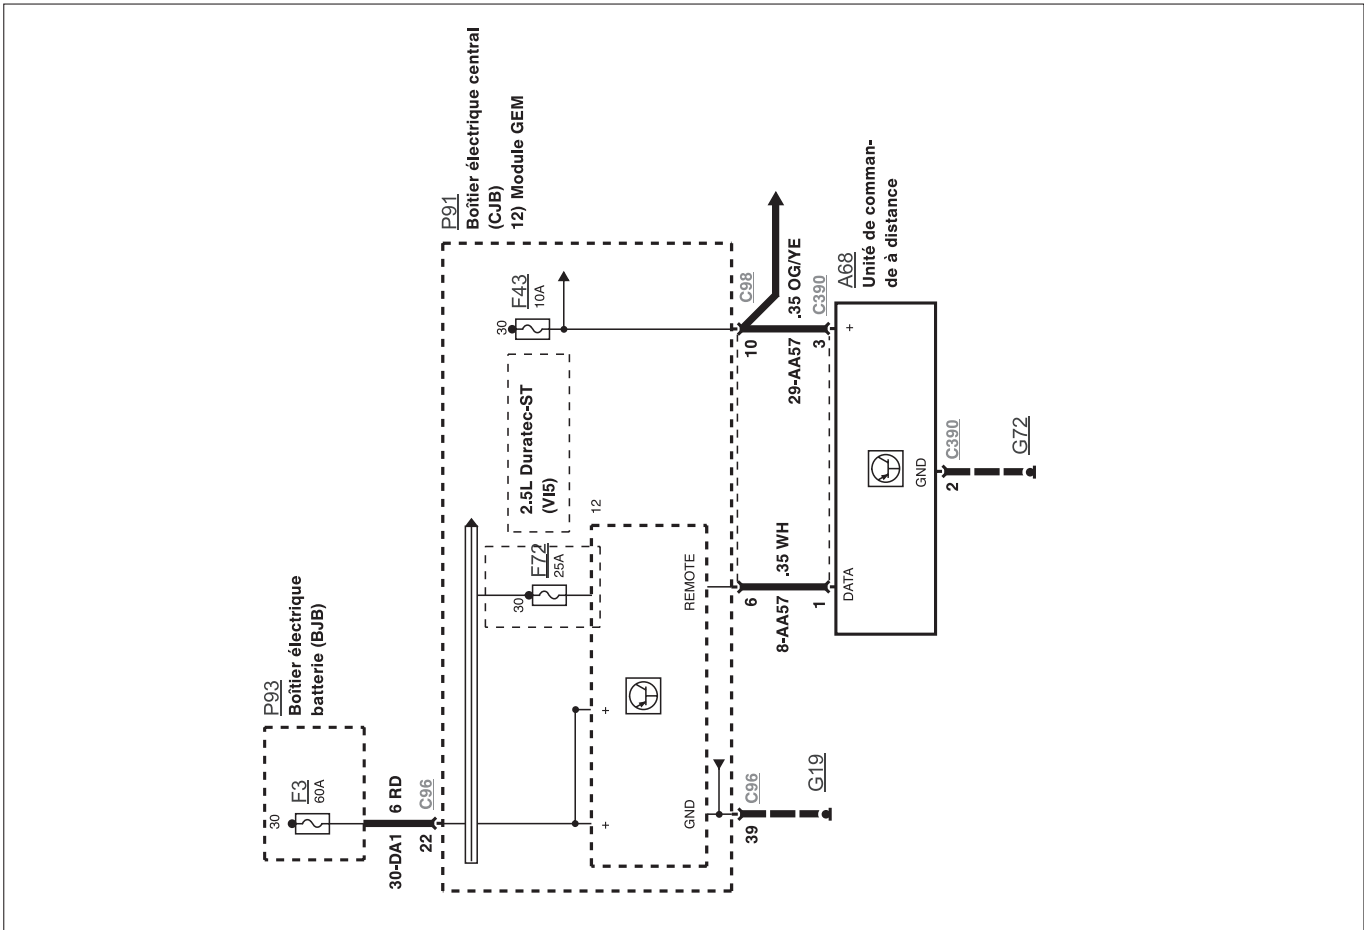 P93
Boîtier électrique
batterie (BJB)
30
F3
60A
30-DA1
6 RD
22
C96
P91
Boîtier électrique central
(CJB)
12) Module GEM
30
F72
25A
2.5L Duratec-ST
(VI5)
30
F43
10A
12
+
+
GND
REMOTE
39
C96
G19
6
8-AA57
.35 WH
1
10
C98
29-AA57
.35 OG/YE
3
C390
A68
Unité de comman-
de à distance
DATA
+
GND
2
C390
G72